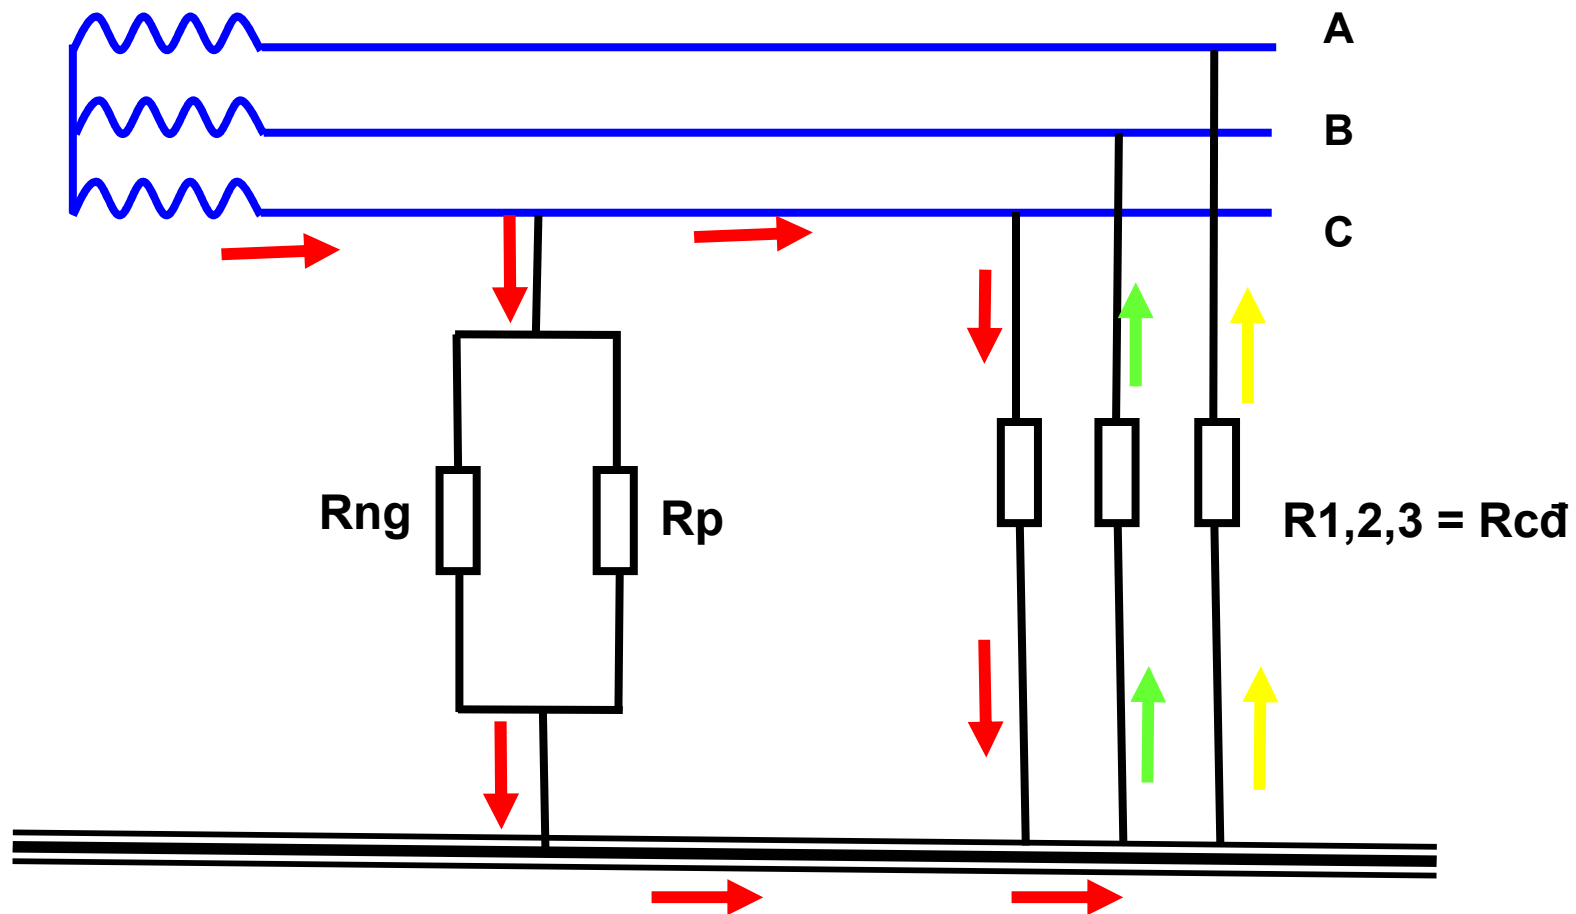 A
B
C
Rng
Rp
R1,2,3 = Rcđ